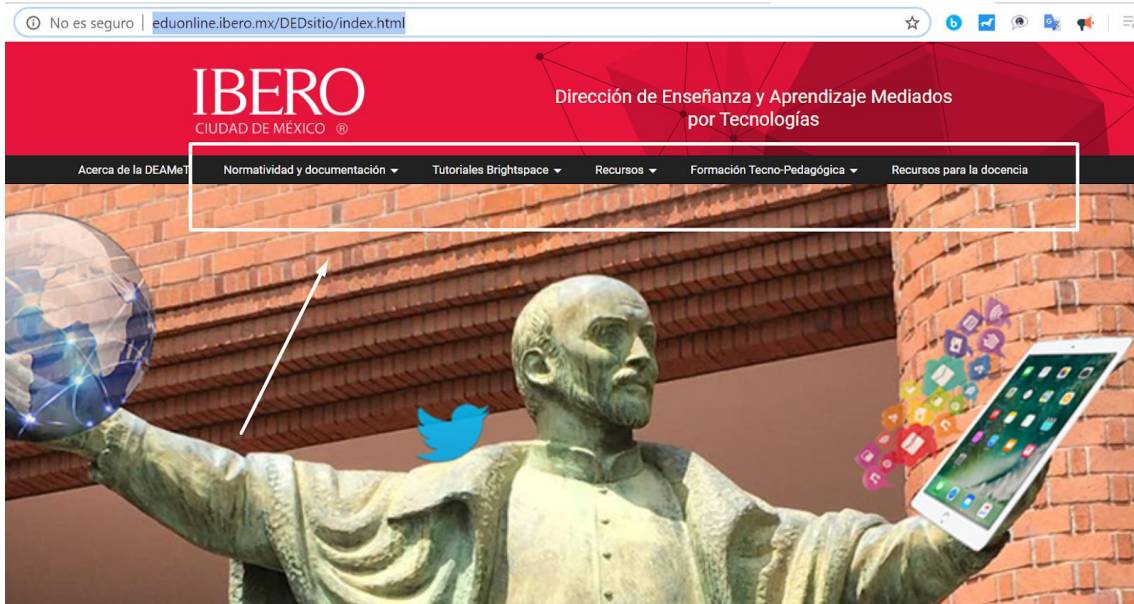 No es seguro | eduonline.ibero.mx/DEDsitio/index.html
IBERO
CIUDAD DE MÉXICO ®
Dirección de Enseñanza y Aprendizaje Mediados
por Tecnologías
Acerca de la DEAMeT Normatividad y documentación Tutoriales Brightspace Recursos Formación Tecno-Pedagógica Recursos para la docencia